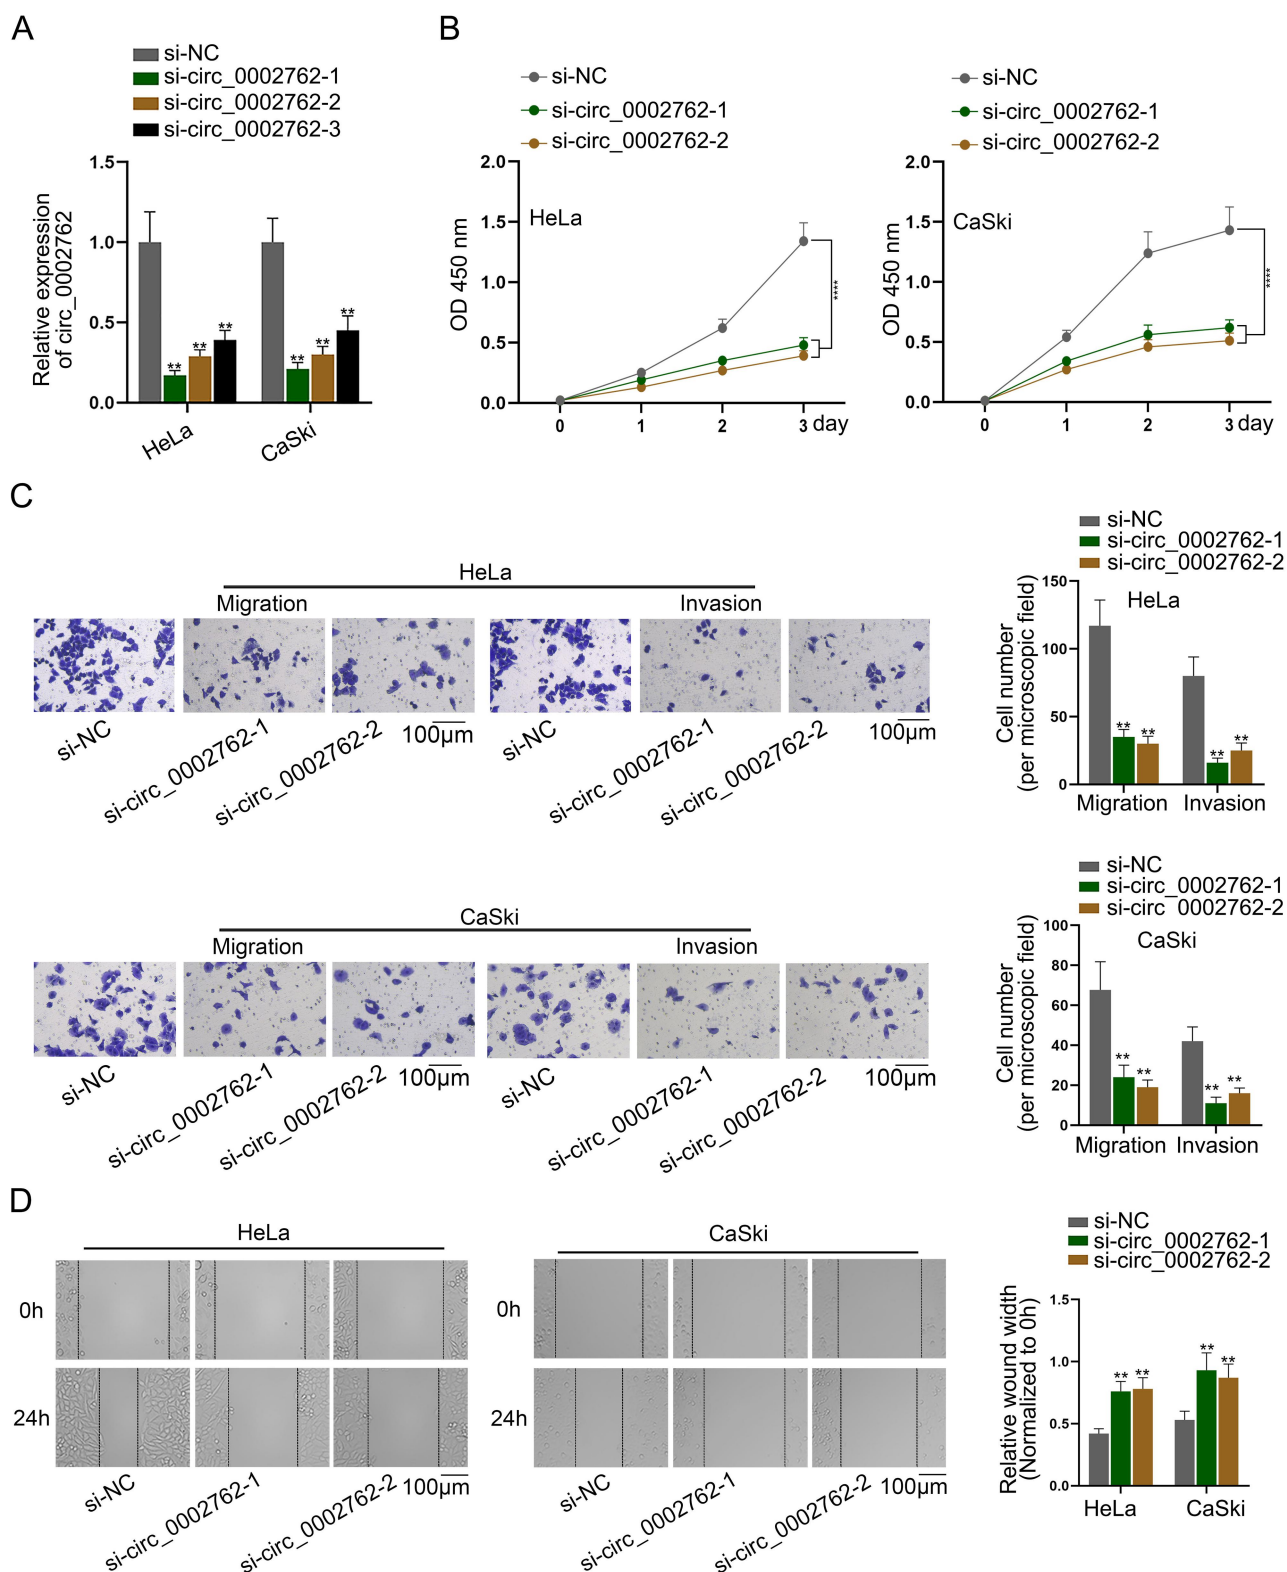 A
si-NC
si-circ_0002762-1
si-circ_0002762-2
si-circ_0002762-3
Relative expression
of circ_0002762
1.5
1.0
0.5
0.0
**
**
**
**
**
**
HeLa
CaSki
B
si-NC
si-circ_0002762-1
si-circ_0002762-2
HeLa
OD 450 nm
2.0
1.5
1.0
0.5
0.0
0
1
2
3 day
****
si-NC
si-circ_0002762-1
si-circ_0002762-2
CaSki
OD 450 nm
2.0
1.5
1.0
0.5
0.0
0
1
2
3 day
****
C
HeLa
Migration
Invasion
si-NC
si-circ_0002762-1
si-circ_0002762-2
100μm
si-NC
si-circ_0002762-1
si-circ_0002762-2
100μm
si-NC
si-circ_0002762-1
si-circ_0002762-2
HeLa
Cell number
(per microscopic field)
150
100
50
0
**
**
**
**
Migration
Invasion
CaSki
Migration
Invasion
si-NC
si-circ_0002762-1
si-circ_0002762-2
100μm
si-NC
si-circ_0002762-1
si-circ_0002762-2
100μm
si-NC
si-circ_0002762-1
si-circ_0002762-2
CaSki
Cell number
(per microscopic field)
100
80
60
40
20
0
**
**
**
**
Migration
Invasion
D
HeLa
0h
24h
si-NC
si-circ_0002762-1
si-circ_0002762-2
100μm
CaSki
0h
24h
si-NC
si-circ_0002762-1
si-circ_0002762-2
100μm
si-NC
si-circ_0002762-1
si-circ_0002762-2
Relative wound width
(Normalized to 0h)
1.5
1.0
0.5
0.0
**
**
**
**
HeLa
CaSki